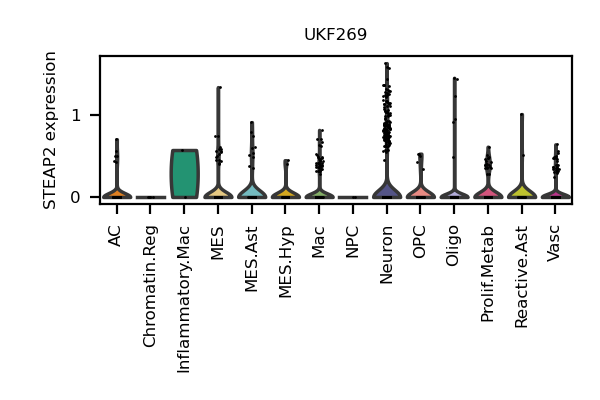 UKF269
STEAP2 expression
1
0
AC
Chromatin.Reg
Inflammatory.Mac
MES
MES.Ast
MES.Hyp
Mac
NPC
Neuron
OPC
Oligo
Prolif.Metab
Reactive.Ast
Vasc